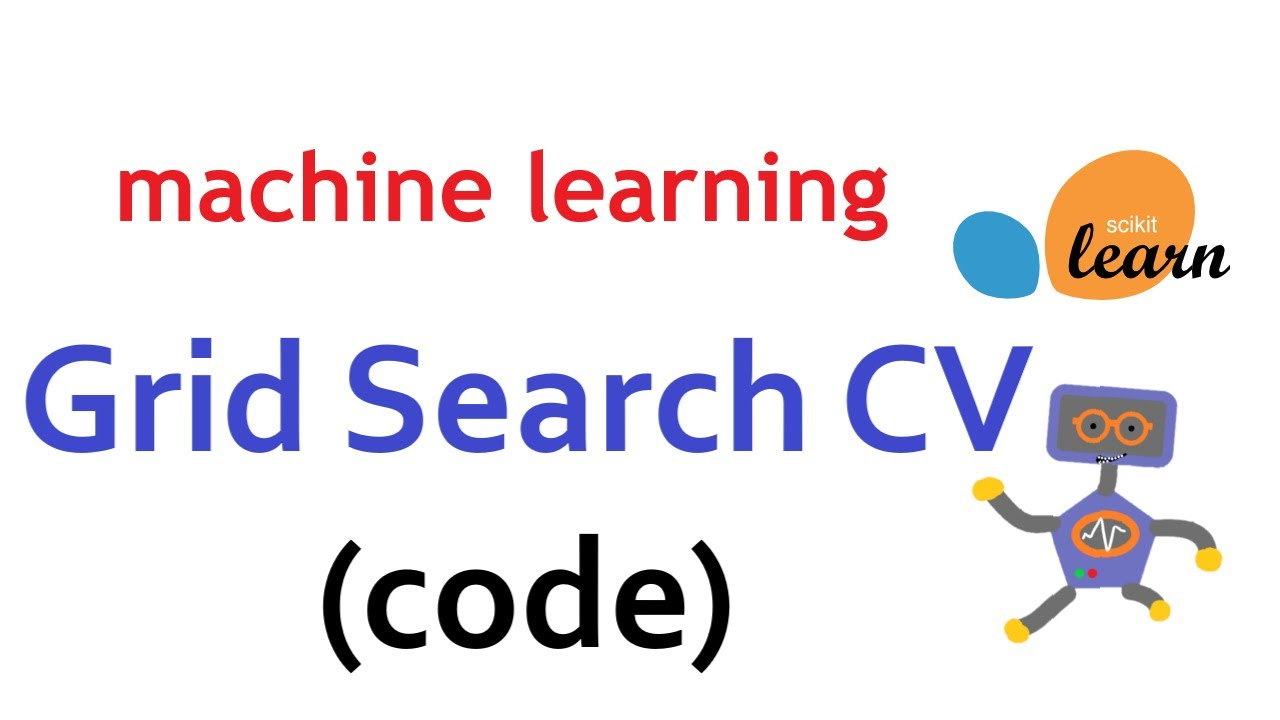 machine learning
scikit
learn
Grid Search CV
(code)